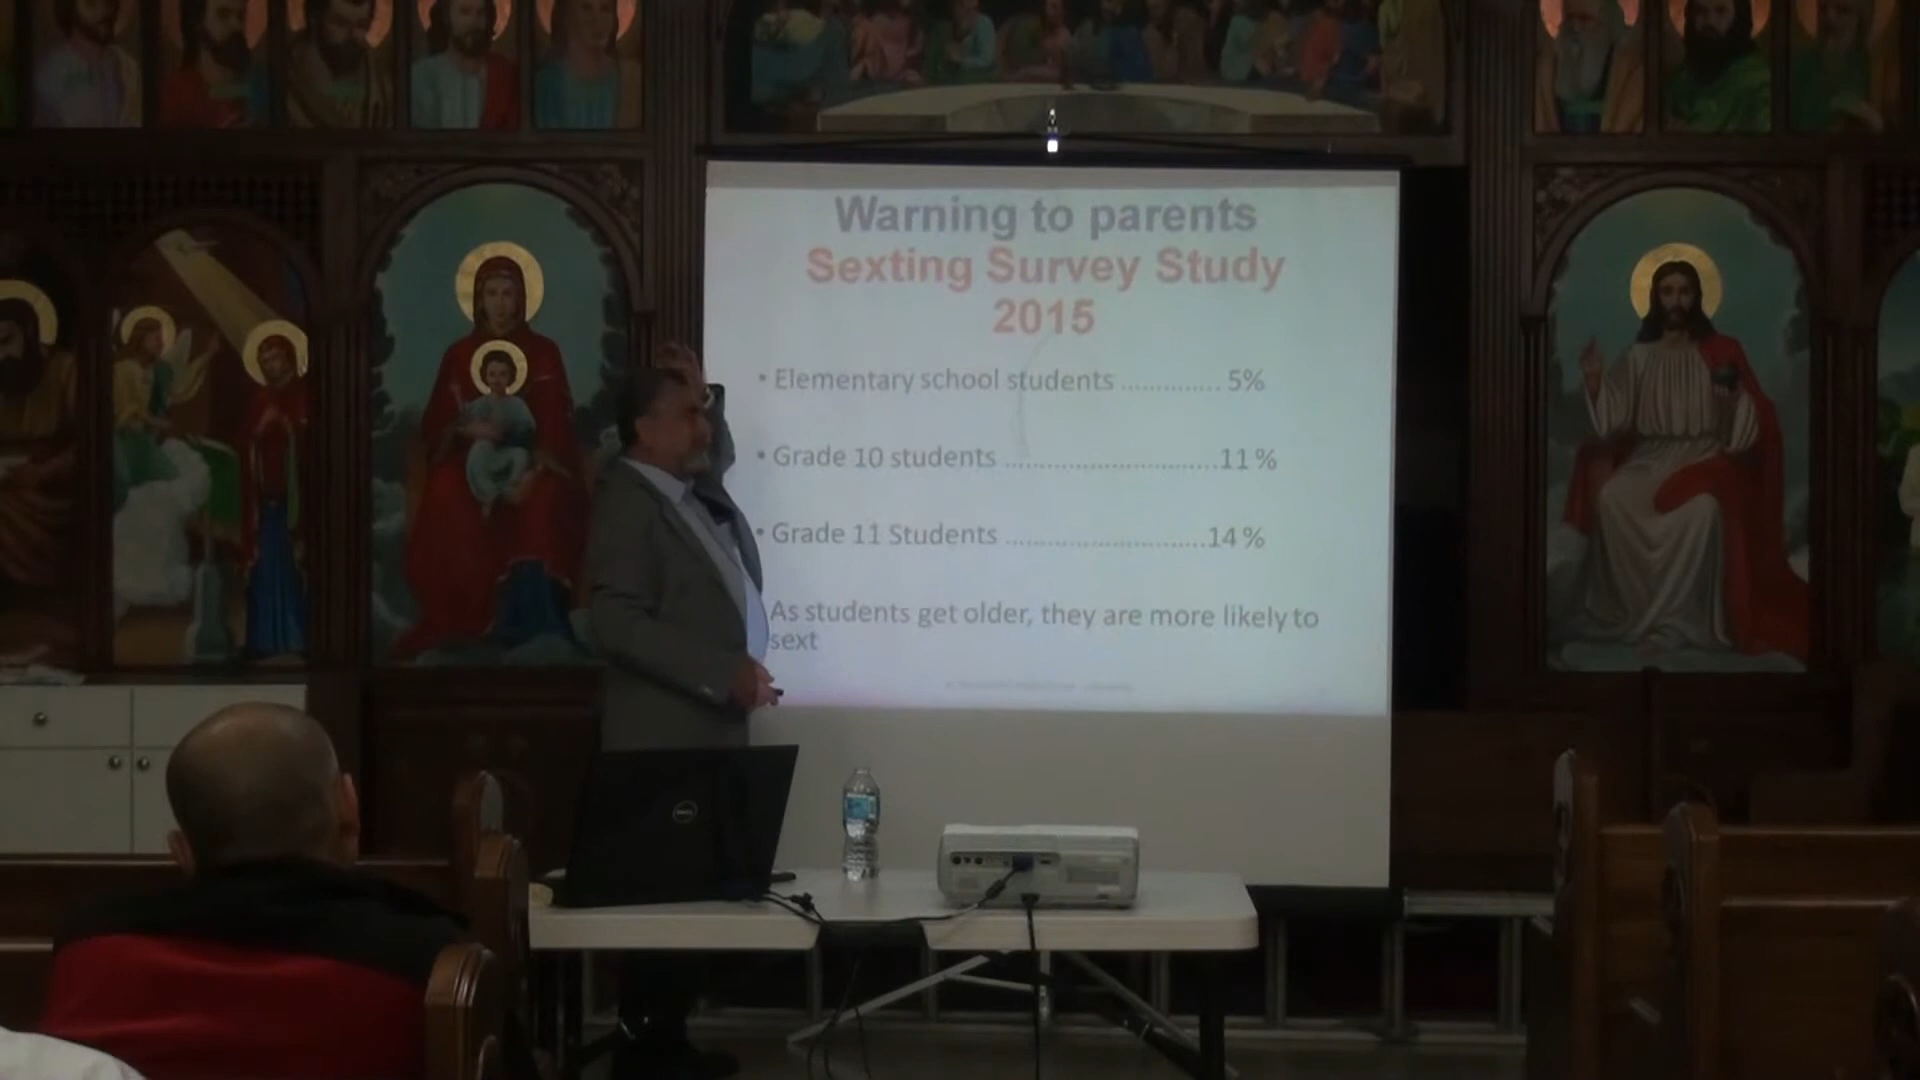 Warning to parents
Sexting Survey Study
2015
• Elementary school students ............. 5%
• Grade 10 students ............................11%
• Grade 11 Students ...........................14%
As students get older, they are more likely to
sext
DELL